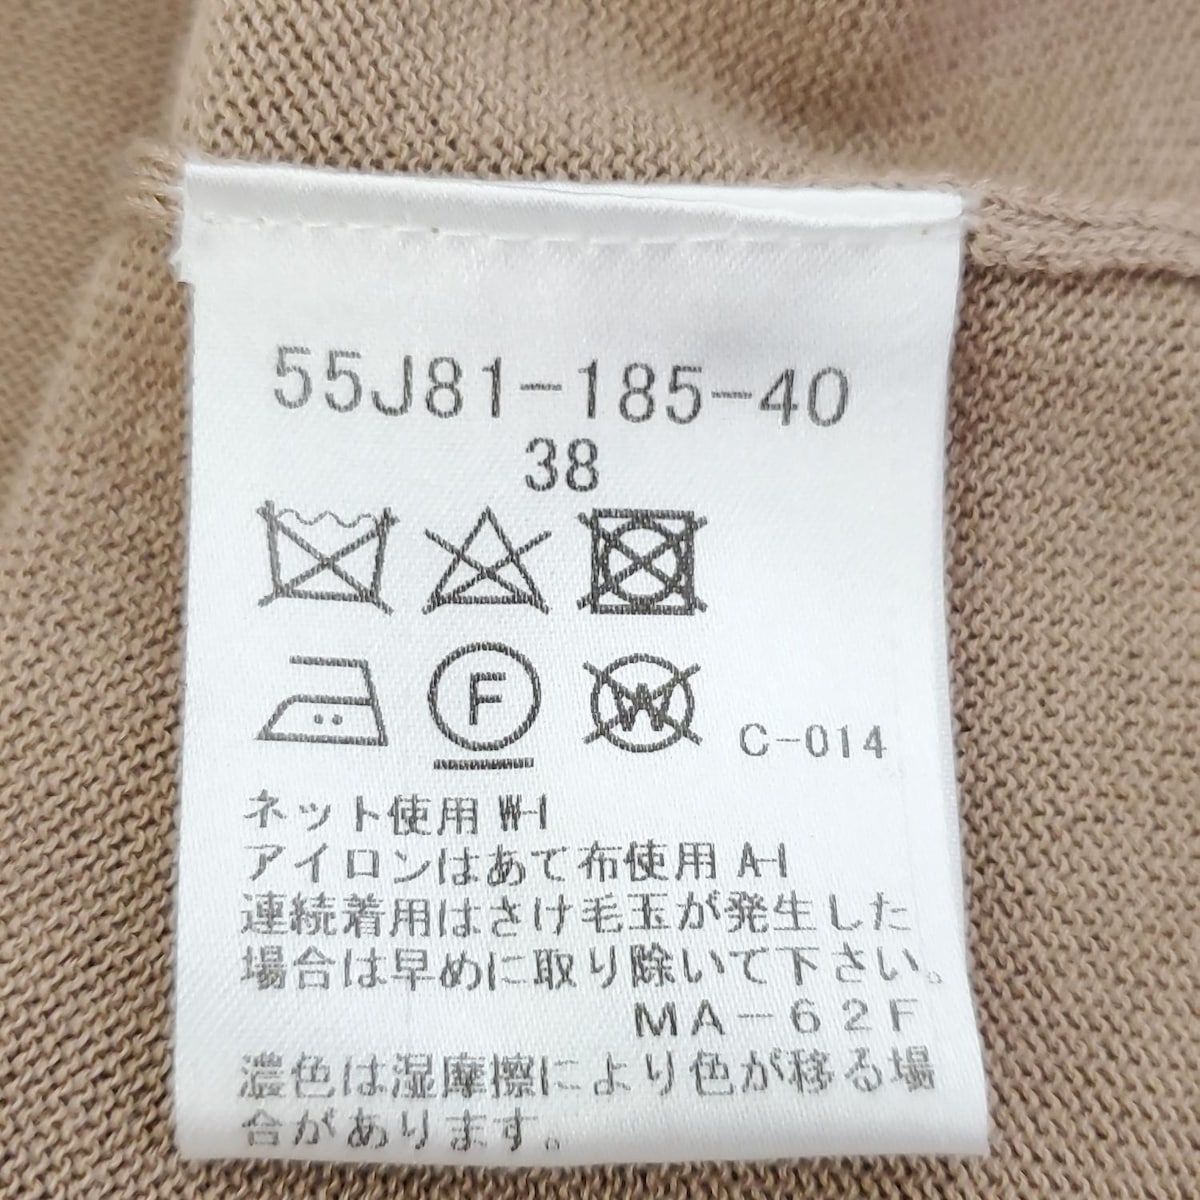 55J81-185-40
38
F W C-014
ネット使用 W-1
アイロンはあて布使用 A-1
連続着用はさけ毛玉が発生した
場合は早めに取り除いて下さい。
MA-62F
濃色は湿摩擦により色が移る場
合があります。